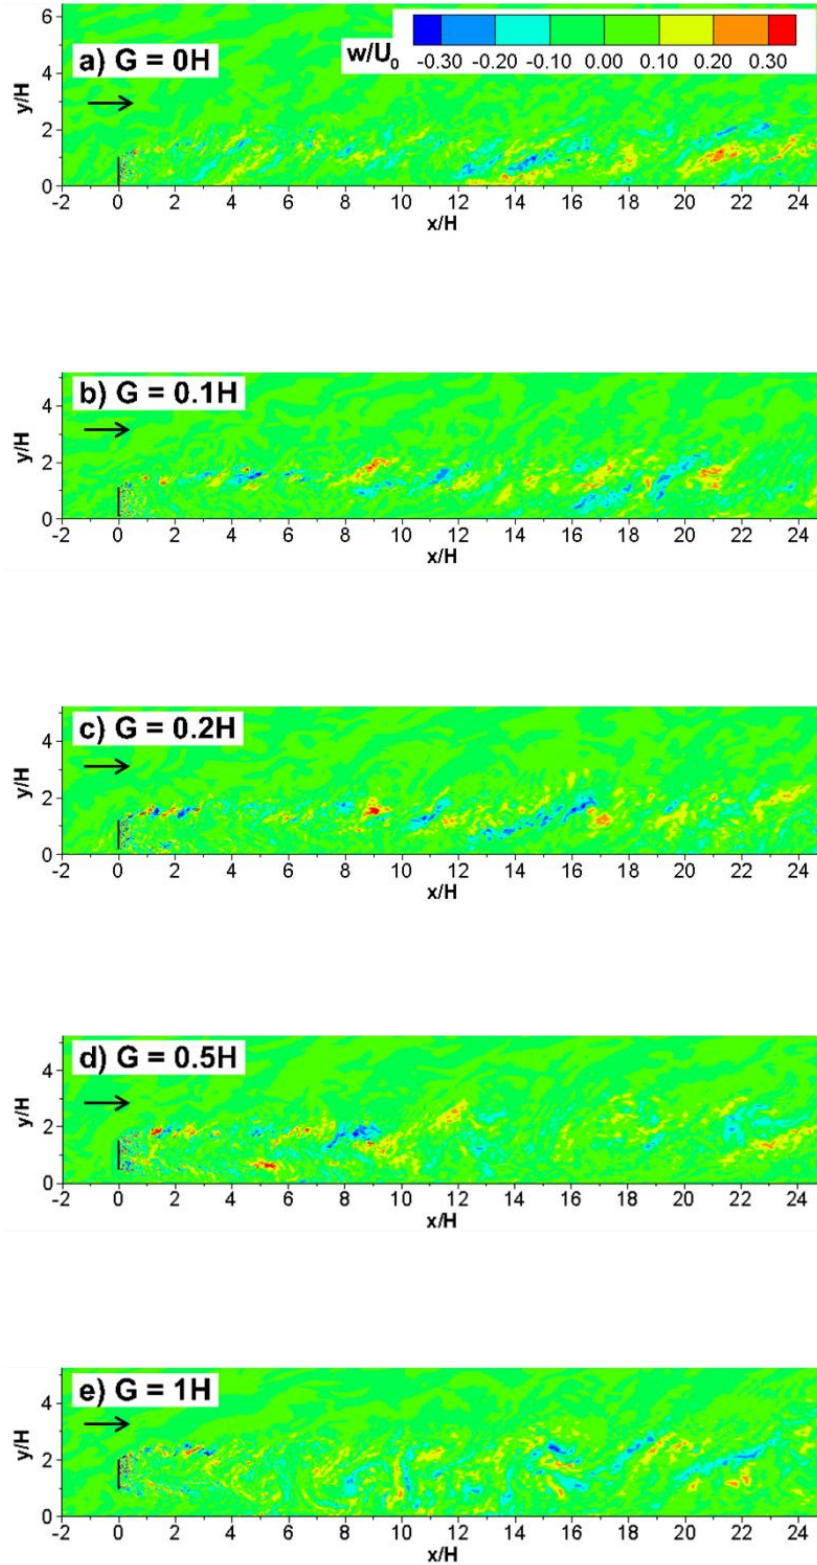 6
a) G = 0H
w/U₀
-0.30 -0.20 -0.10 0.00 0.10 0.20 0.30
4
y/H
2
0
-2 0 2 4 6 8 10 12 14 16 18 20 22 24
x/H
b) G = 0.1H
4
y/H
2
0
-2 0 2 4 6 8 10 12 14 16 18 20 22 24
x/H
c) G = 0.2H
4
y/H
2
0
-2 0 2 4 6 8 10 12 14 16 18 20 22 24
x/H
d) G = 0.5H
4
y/H
2
0
-2 0 2 4 6 8 10 12 14 16 18 20 22 24
x/H
e) G = 1H
4
y/H
2
0
-2 0 2 4 6 8 10 12 14 16 18 20 22 24
x/H